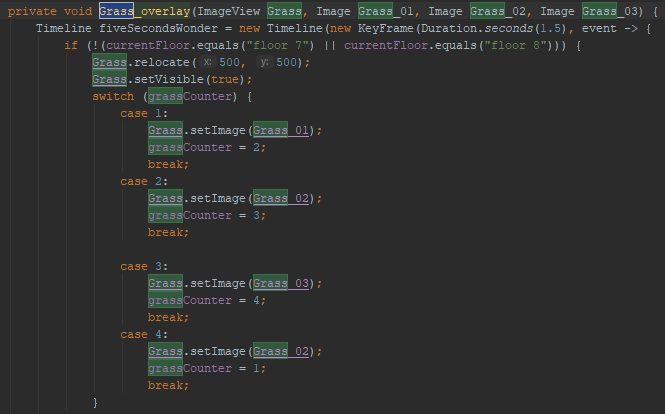 private void Grass_overlay(ImageView Grass, Image Grass_01, Image Grass_02, Image Grass_03) {
    Timeline fiveSecondsWonder = new Timeline(new KeyFrame(Duration.seconds(1.5), event -> {
        if (!(currentFloor.equals("floor 7") || currentFloor.equals("floor 8"))) {
            Grass.relocate( x: 500, y: 500);
            Grass.setVisible(true);
            switch (grassCounter) {
                case 1:
                    Grass.setImage(Grass_01);
                    grassCounter = 2;
                    break;
                case 2:
                    Grass.setImage(Grass_02);
                    grassCounter = 3;
                    break;

                case 3:
                    Grass.setImage(Grass_03);
                    grassCounter = 4;
                    break;
                case 4:
                    Grass.setImage(Grass_02);
                    grassCounter = 1;
                    break;
            }